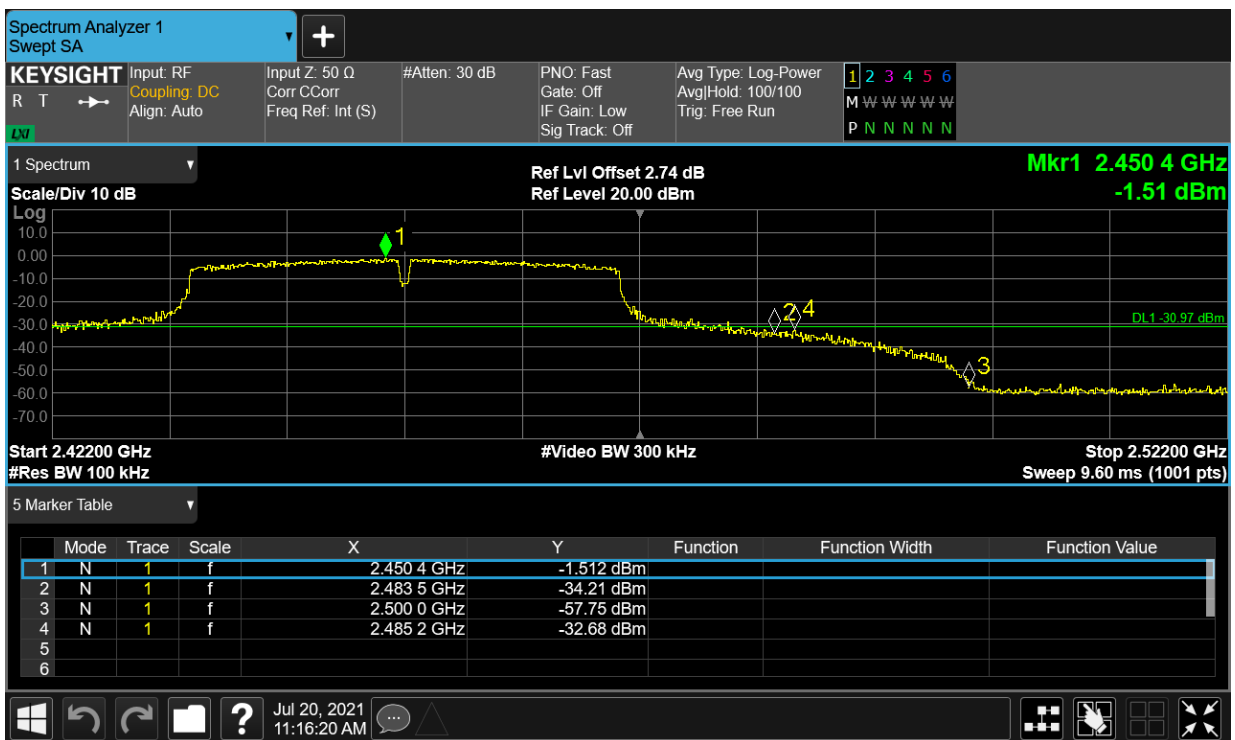 Spectrum Analyzer 1
Swept SA
KEYSIGHT
R T
LXI
Input: RF
Coupling: DC
Align: Auto
Input Z: 50 Ω
Corr CCorr
Freq Ref: Int (S)
#Atten: 30 dB
PNO: Fast
Gate: Off
IF Gain: Low
Sig Track: Off
Avg Type: Log-Power
Avg|Hold: 100/100
Trig: Free Run
1 2 3 4 5 6
M W W W W W
P N N N N N
1 Spectrum
Scale/Div 10 dB
Ref Lvl Offset 2.74 dB
Ref Level 20.00 dBm
Mkr1 2.450 4 GHz
-1.51 dBm
Log
10.0
0.00
-10.0
-20.0
-30.0
-40.0
-50.0
-60.0
-70.0
1
2
4
3
DL1 -30.97 dBm
Start 2.42200 GHz
#Res BW 100 kHz
#Video BW 300 kHz
Stop 2.52200 GHz
Sweep 9.60 ms (1001 pts)
5 Marker Table
Mode Trace Scale X Y Function Function Width Function Value
1 N 1 f 2.450 4 GHz -1.512 dBm
2 N 1 f 2.483 5 GHz -34.21 dBm
3 N 1 f 2.500 0 GHz -57.75 dBm
4 N 1 f 2.485 2 GHz -32.68 dBm
5
6
?
Jul 20, 2021
11:16:20 AM